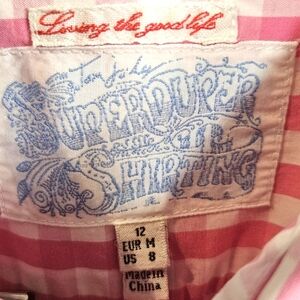 Loving the good life
SUPERDUPER
SHIRTING
12
EUR M
US 8
Made in
China